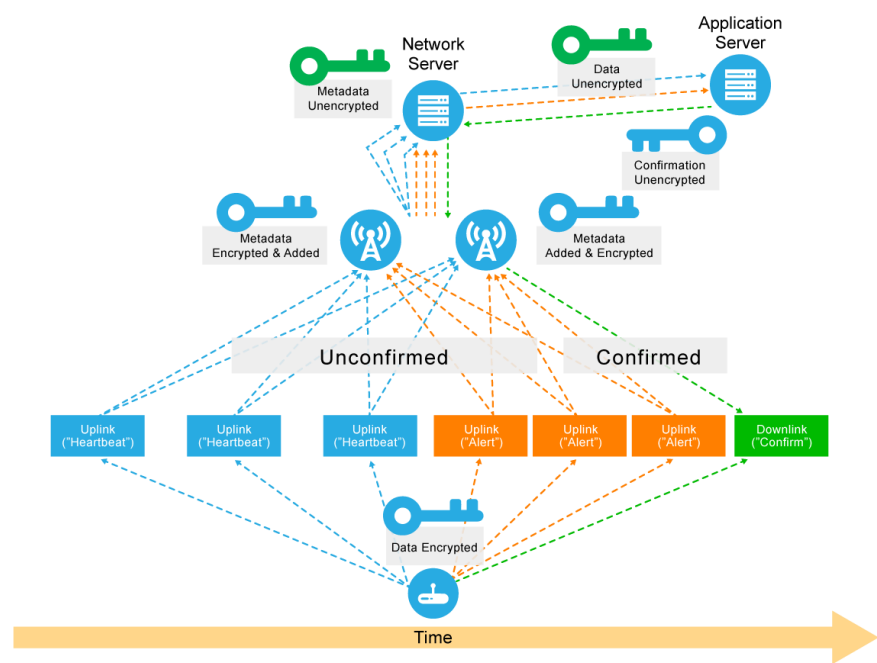 Application
Server
Network
Server
Data
Unencrypted
Metadata
Unencrypted
Confirmation
Unencrypted
Metadata
Encrypted & Added
Metadata
Added & Encrypted
Unconfirmed
Confirmed
Uplink
("Heartbeat")
Uplink
("Heartbeat")
Uplink
("Heartbeat")
Uplink
("Alert")
Uplink
("Alert")
Uplink
("Alert")
Downlink
("Confirm")
Data Encrypted
Time